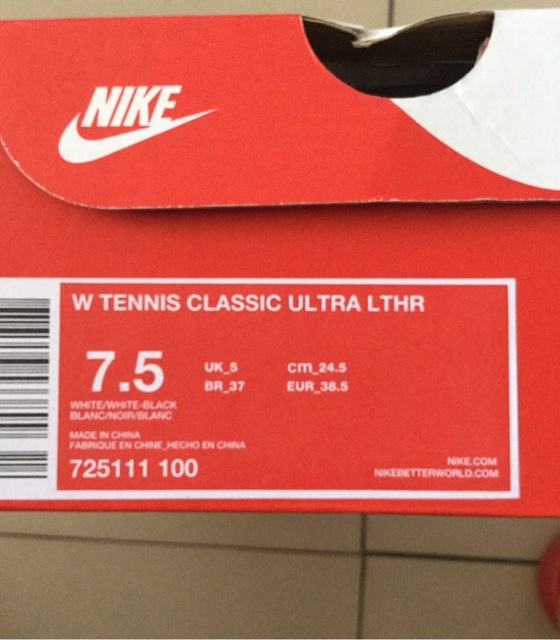 NIKE
W TENNIS CLASSIC ULTRA LTHR
7.5
UK_5 cm_24.5
BR_37 EUR_38.5
WHITE/WHITE-BLACK
BLANC/NOIR/BLANC
MADE IN CHINA
FABRIQUE EN CHINE_HECHO EN CHINA
725111 100
NIKE.COM
NIKEBETTERWORLD.COM